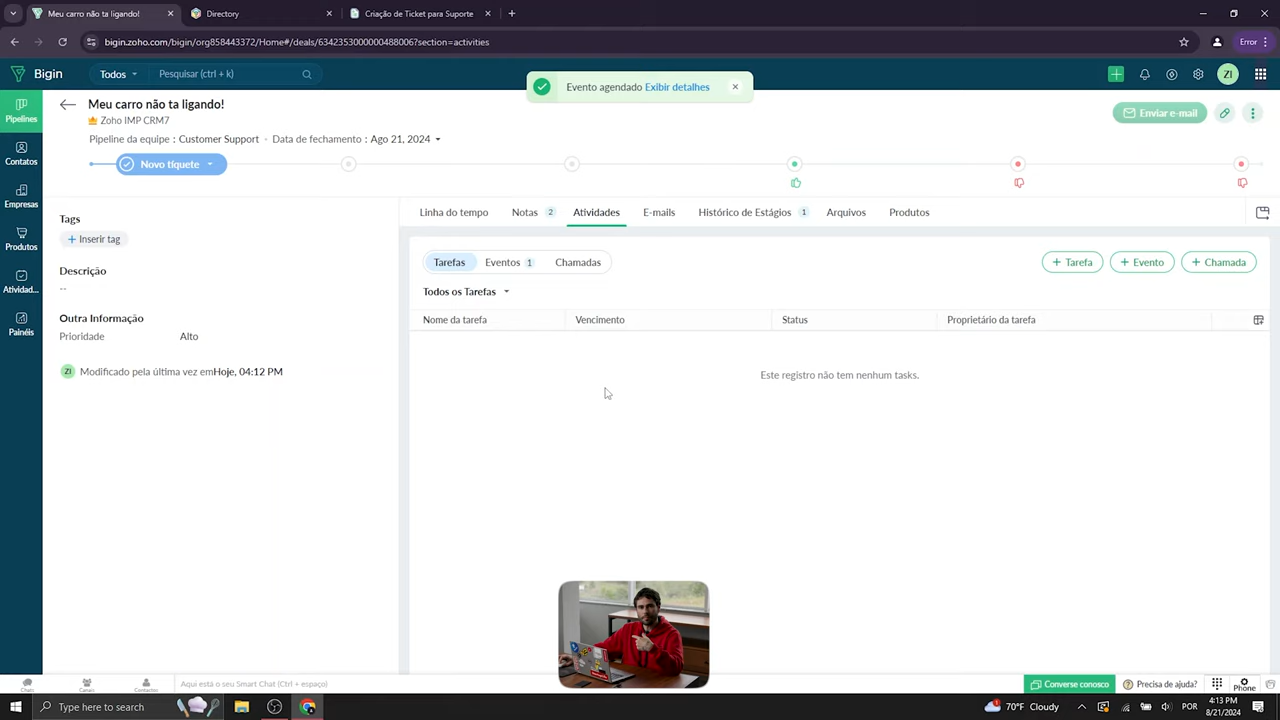 Meu carro não ta ligando!
Directory
Criação de Ticket para Suporte
bigin.zoho.com/bigin/org858443372/Home#/deals/634235300000048800​6?section=activities
Error
Bigin
Todos
Pesquisar (ctrl + k)
Evento agendado Exibir detalhes
ZI
Pipelines
Contatos
Empresas
Produtos
Atividad...
Painéis
Meu carro não ta ligando!
Zoho IMP CRM7
Enviar e-mail
Pipeline da equipe : Customer Support
Data de fechamento : Ago 21, 2024
Novo tíquete
Tags
Inserir tag
Descrição
--
Outra Informação
Prioridade Alto
ZI Modificado pela última vez emHoje, 04:12 PM
Linha do tempo Notas 2 Atividades E-mails Histórico de Estágios 1 Arquivos Produtos
Tarefas Eventos 1 Chamadas
+ Tarefa + Evento + Chamada
Todos os Tarefas
Nome da tarefa Vencimento Status Proprietário da tarefa
Este registro não tem nenhum tasks.
Chats Canais Contactos
Aqui está o seu Smart Chat (Ctrl + espaço)
Converse conosco
Precisa de ajuda?
Phone
Type here to search
70°F Cloudy
POR
4:13 PM
8/21/2024